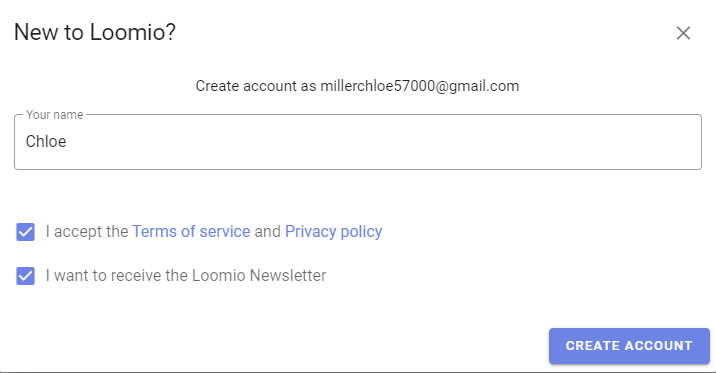 New to Loomio?
Create account as millerchloe57000@gmail.com
Your name
Chloe
I accept the Terms of service and Privacy policy
I want to receive the Loomio Newsletter
CREATE ACCOUNT